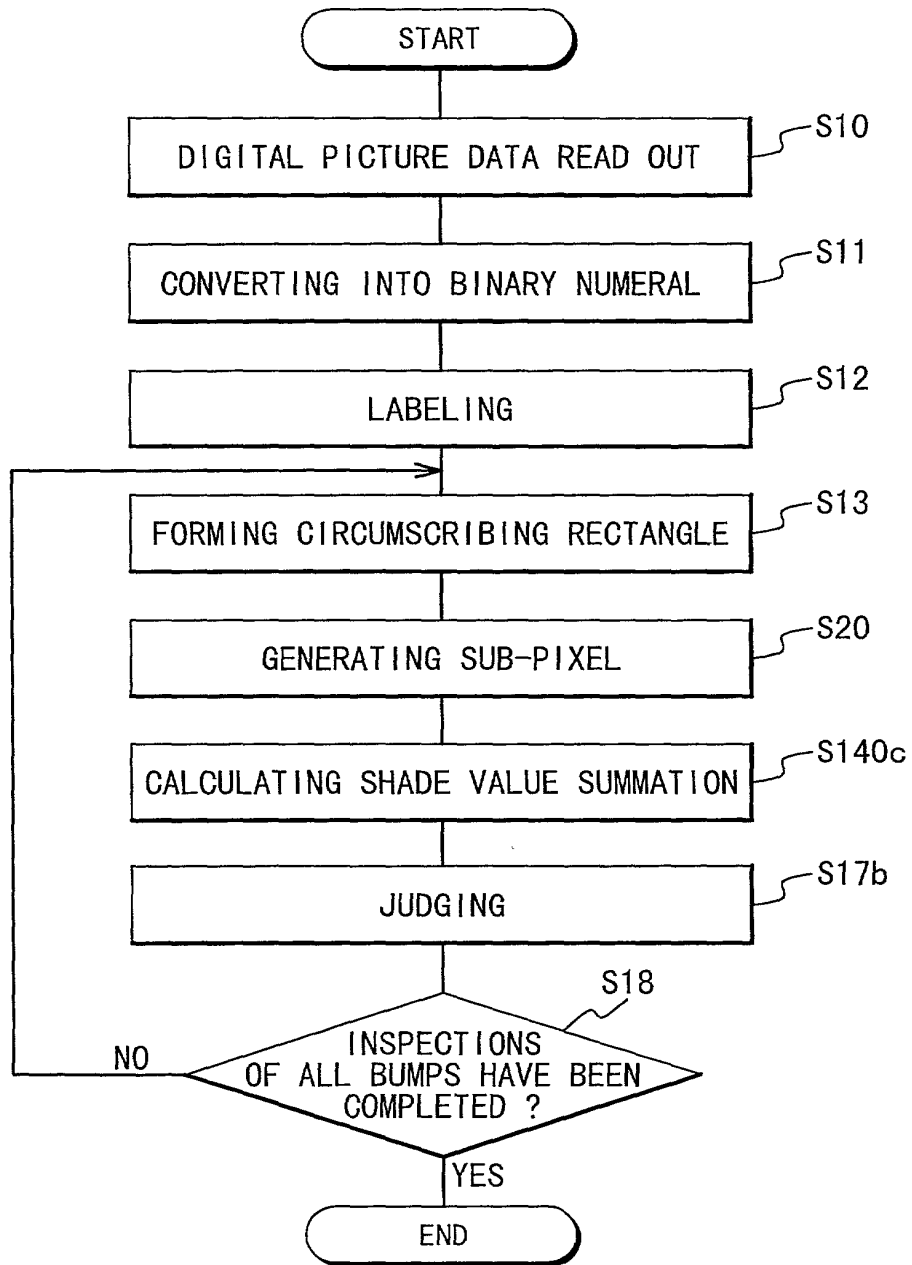 START
DIGITAL PICTURE DATA READ OUT
S10
CONVERTING INTO BINARY NUMERAL
S11
LABELING
S12
FORMING CIRCUMSCRIBING RECTANGLE
S13
GENERATING SUB-PIXEL
S20
CALCULATING SHADE VALUE SUMMATION
S140c
JUDGING
S17b
S18
INSPECTIONS
OF ALL BUMPS HAVE BEEN
COMPLETED ?
NO
YES
END